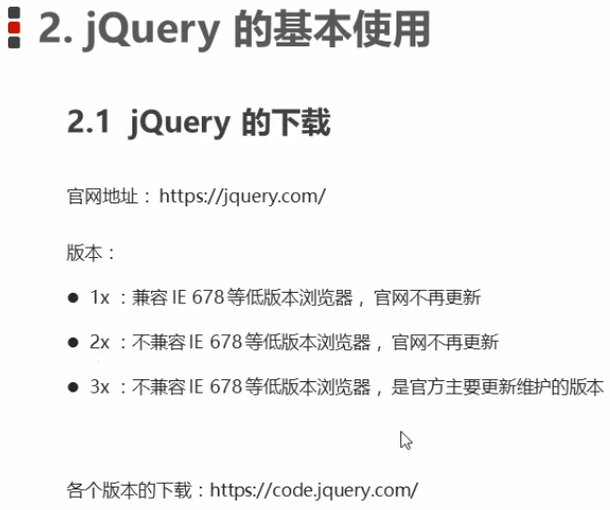 2. jQuery 的基本使用
2.1 jQuery 的下载
官网地址：https://jquery.com/
版本：
● 1x ：兼容 IE 678 等低版本浏览器，官网不再更新
● 2x ：不兼容 IE 678 等低版本浏览器，官网不再更新
● 3x ：不兼容 IE 678 等低版本浏览器，是官方主要更新维护的版本
各个版本的下载：https://code.jquery.com/